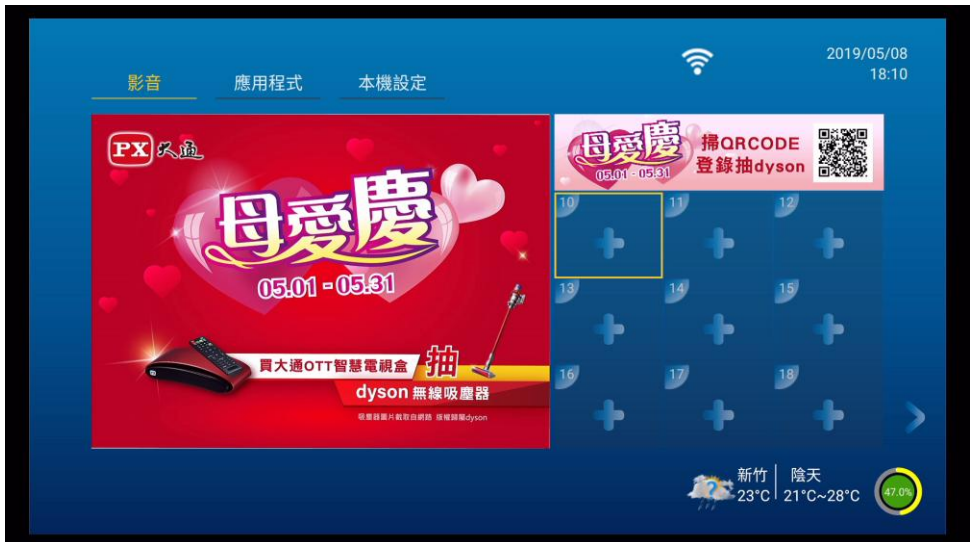 2019/05/08
18:10
影音 應用程式 本機設定
PX大通
母愛慶
05.01 - 05.31
買大通OTT智慧電視盒 抽
dyson 無線吸塵器
吸塵器圖片截取自網路 版權歸屬dyson
母愛慶
05.01 - 05.31
掃QRCODE
登錄抽dyson
10 11 12
13 14 15
16 17 18
新竹 陰天
23°C 21°C~28°C
47.0%